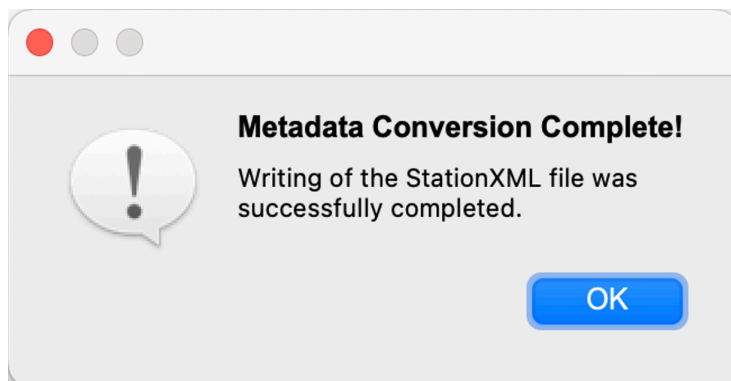 Metadata Conversion Complete!
Writing of the StationXML file was
successfully completed.
OK